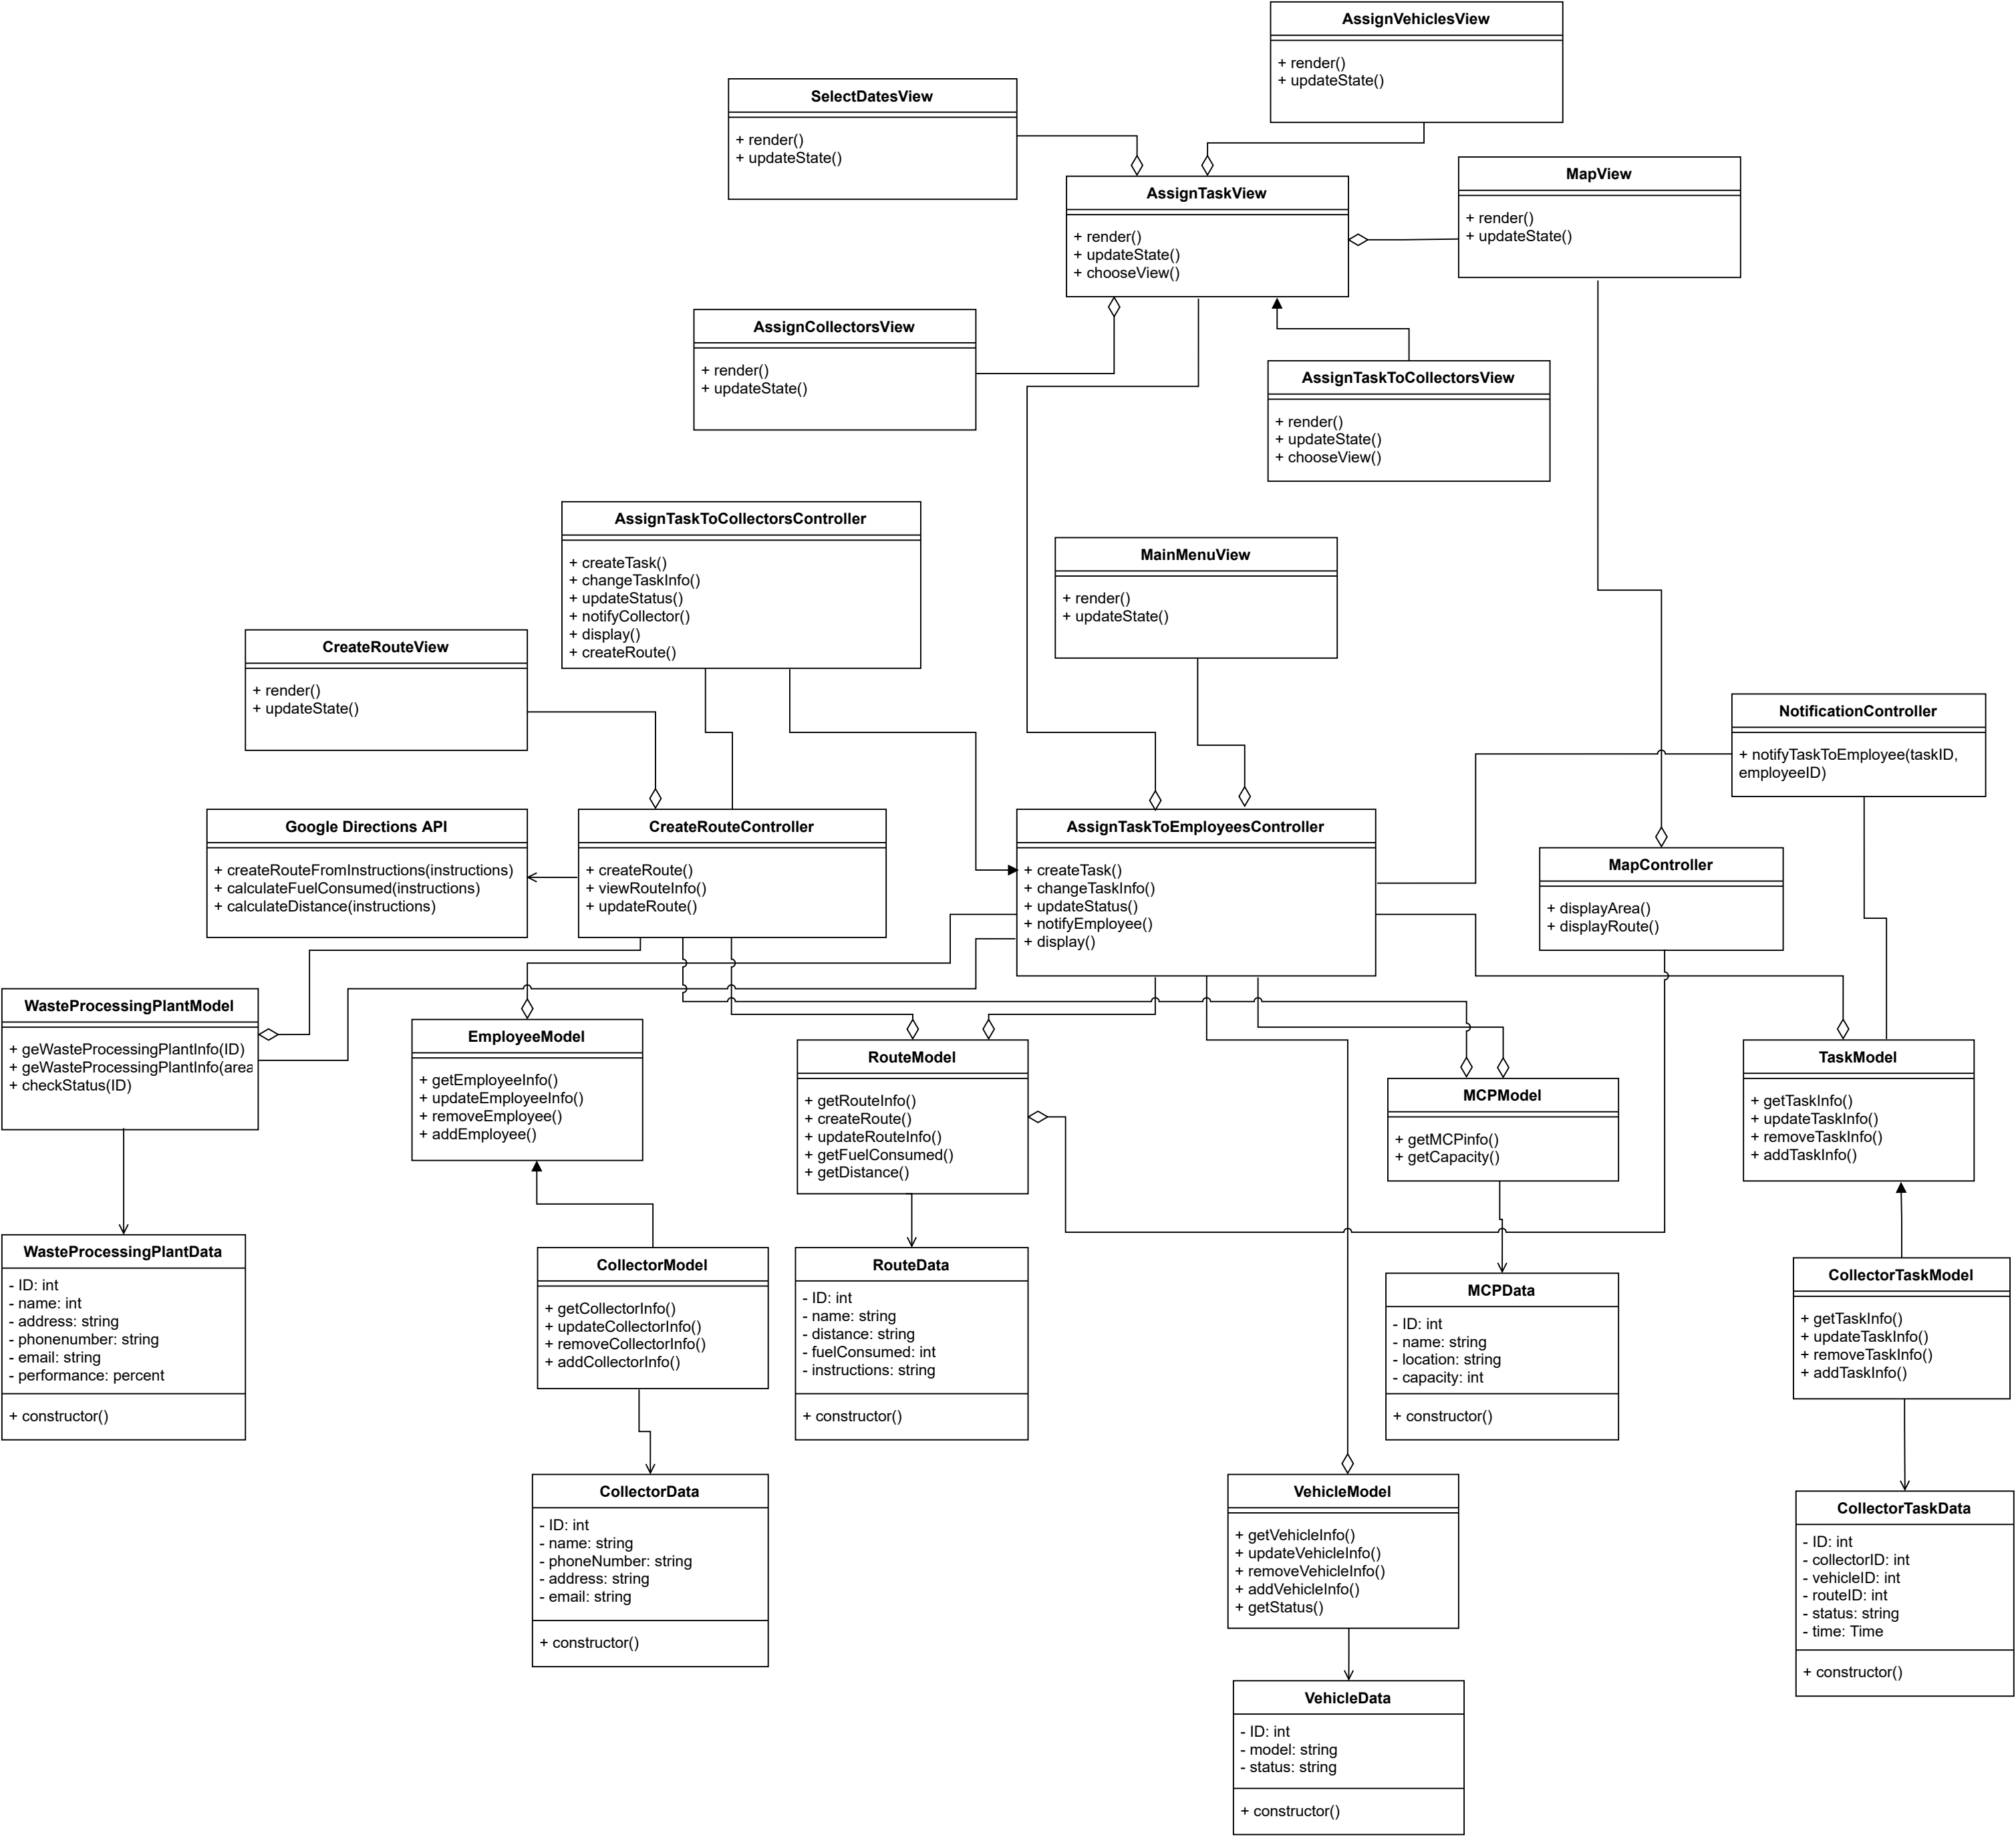 AssignVehiclesView
+ render()
+ updateState()
SelectDatesView
+ render()
+ updateState()
MapView
+ render()
+ updateState()
AssignTaskView
+ render()
+ updateState()
+ chooseView()
AssignCollectorsView
+ render()
+ updateState()
AssignTaskToCollectorsView
+ render()
+ updateState()
+ chooseView()
AssignTaskToCollectorsController
+ createTask()
+ changeTaskInfo()
+ updateStatus()
+ notifyCollector()
+ display()
+ createRoute()
MainMenuView
+ render()
+ updateState()
CreateRouteView
+ render()
+ updateState()
NotificationController
+ notifyTaskToEmployee(taskID,
employeeID)
Google Directions API
+ createRouteFromInstructions(instructions)
+ calculateFuelConsumed(instructions)
+ calculateDistance(instructions)
CreateRouteController
+ createRoute()
+ viewRouteInfo()
+ updateRoute()
AssignTaskToEmployeesController
+ createTask()
+ changeTaskInfo()
+ updateStatus()
+ notifyEmployee()
+ display()
MapController
+ displayArea()
+ displayRoute()
WasteProcessingPlantModel
+ geWasteProcessingPlantInfo(ID)
+ geWasteProcessingPlantInfo(area
+ checkStatus(ID)
EmployeeModel
+ getEmployeeInfo()
+ updateEmployeeInfo()
+ removeEmployee()
+ addEmployee()
RouteModel
+ getRouteInfo()
+ createRoute()
+ updateRouteInfo()
+ getFuelConsumed()
+ getDistance()
MCPModel
+ getMCPinfo()
+ getCapacity()
TaskModel
+ getTaskInfo()
+ updateTaskInfo()
+ removeTaskInfo()
+ addTaskInfo()
WasteProcessingPlantData
- ID: int
- name: int
- address: string
- phonenumber: string
- email: string
- performance: percent
+ constructor()
CollectorModel
+ getCollectorInfo()
+ updateCollectorInfo()
+ removeCollectorInfo()
+ addCollectorInfo()
RouteData
- ID: int
- name: string
- distance: string
- fuelConsumed: int
- instructions: string
+ constructor()
MCPData
- ID: int
- name: string
- location: string
- capacity: int
+ constructor()
CollectorTaskModel
+ getTaskInfo()
+ updateTaskInfo()
+ removeTaskInfo()
+ addTaskInfo()
CollectorData
- ID: int
- name: string
- phoneNumber: string
- address: string
- email: string
+ constructor()
VehicleModel
+ getVehicleInfo()
+ updateVehicleInfo()
+ removeVehicleInfo()
+ addVehicleInfo()
+ getStatus()
CollectorTaskData
- ID: int
- collectorID: int
- vehicleID: int
- routeID: int
- status: string
- time: Time
+ constructor()
VehicleData
- ID: int
- model: string
- status: string
+ constructor()